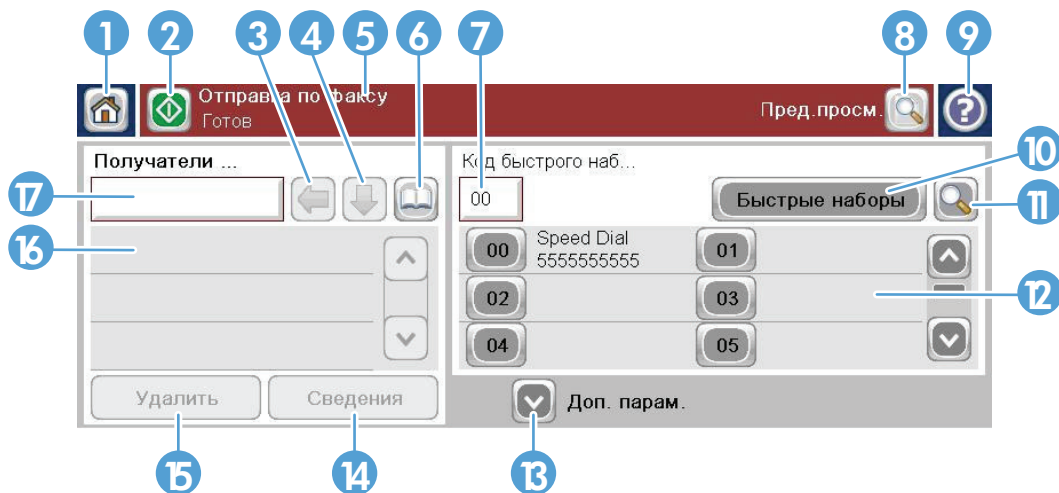 1 2 3 4 5 6 7 8 9
Отправка по факсу
Готов
Пред.просм.
Получатели ...
Код быстрого наб...
10
17
00
Быстрые наборы
11
16
00
Speed Dial
5555555555
01
02
03
12
04
05
Удалить
Сведения
Доп. парам.
15
14
13